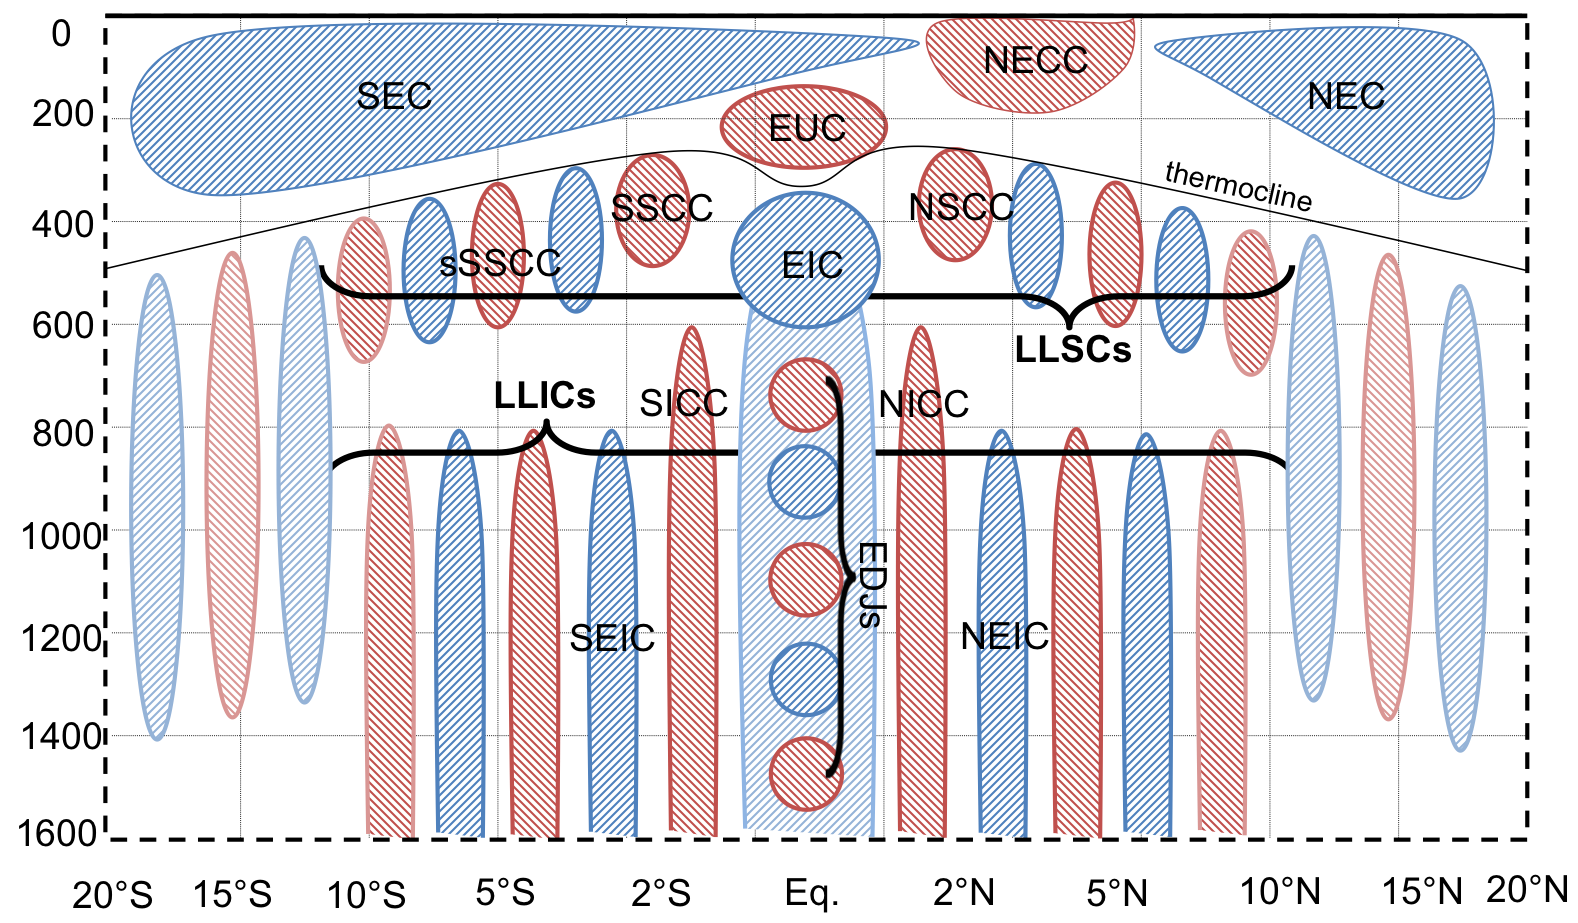 0
200
400
600
800
1000
1200
1400
1600
SEC
NECC
NEC
EUC
thermocline
SSCC
NSCC
sSSCC
EIC
LLSCs
LLICs
SICC
NICC
EDJs
SEIC
NEIC
20°S 15°S 10°S 5°S 2°S Eq. 2°N 5°N 10°N 15°N 20°N